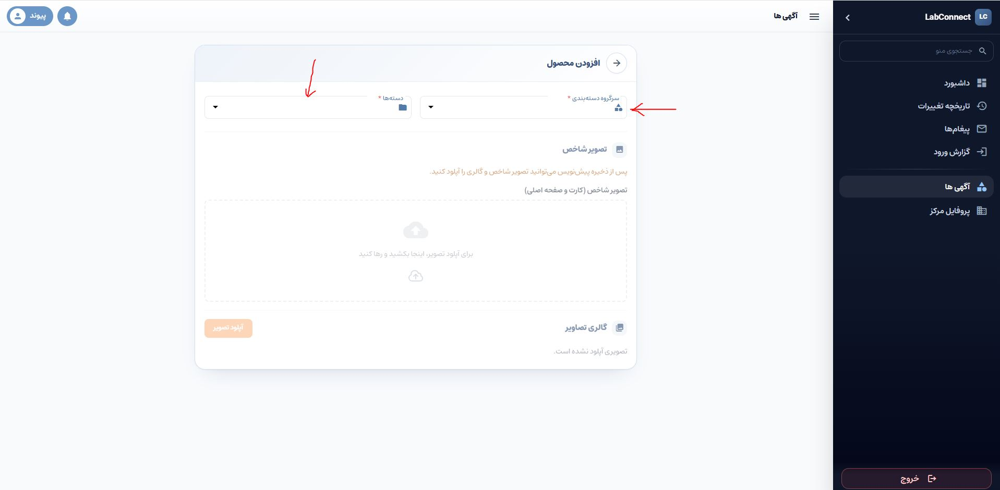 LC LabConnect
جستجوی منو
داشبورد
تاریخچه تغییرات
پیغام‌ها
گزارش ورود
آگهی ها
پروفایل مرکز
خروج
آگهی ها
پیوند
افزودن محصول
سرگروه دسته‌بندی *
دسته‌ها *
تصویر شاخص
پس از ذخیره پیش‌نویس می‌توانید تصویر شاخص و گالری را آپلود کنید.
تصویر شاخص (کارت و صفحه اصلی)
برای آپلود تصویر، اینجا بکشید و رها کنید
گالری تصاویر
آپلود تصویر
تصویری آپلود نشده است.